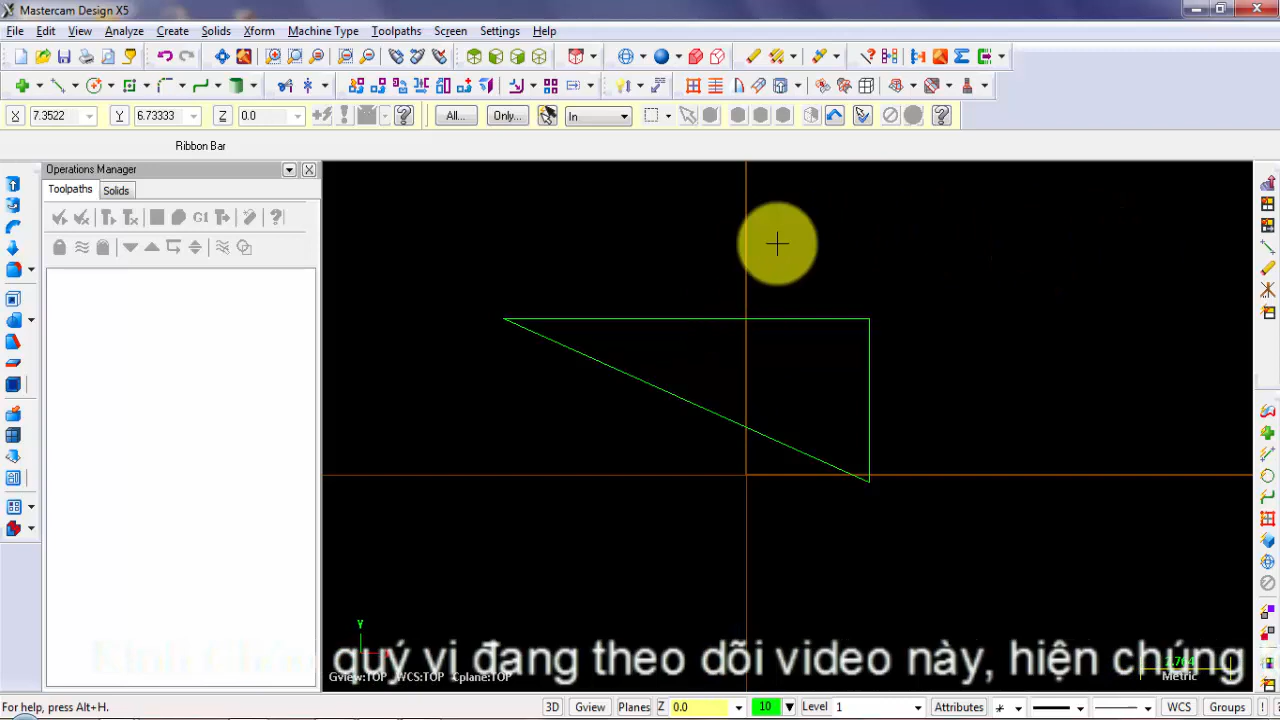 Mastercam Design X5
File Edit View Analyze Create Solids Xform Machine Type Toolpaths Screen Settings Help
X 7.3522 Y 6.73333 Z 0.0 All... Only... In
Ribbon Bar
Operations Manager
Toolpaths Solids
G1
Y
quý vị đang theo dõi video này, hiện chúng
2.764
Metric
Gview:TOP WCS:TOP Cplane:TOP
For help, press Alt+H. 3D Gview Planes Z 0.0 10 Level 1 Attributes WCS Groups